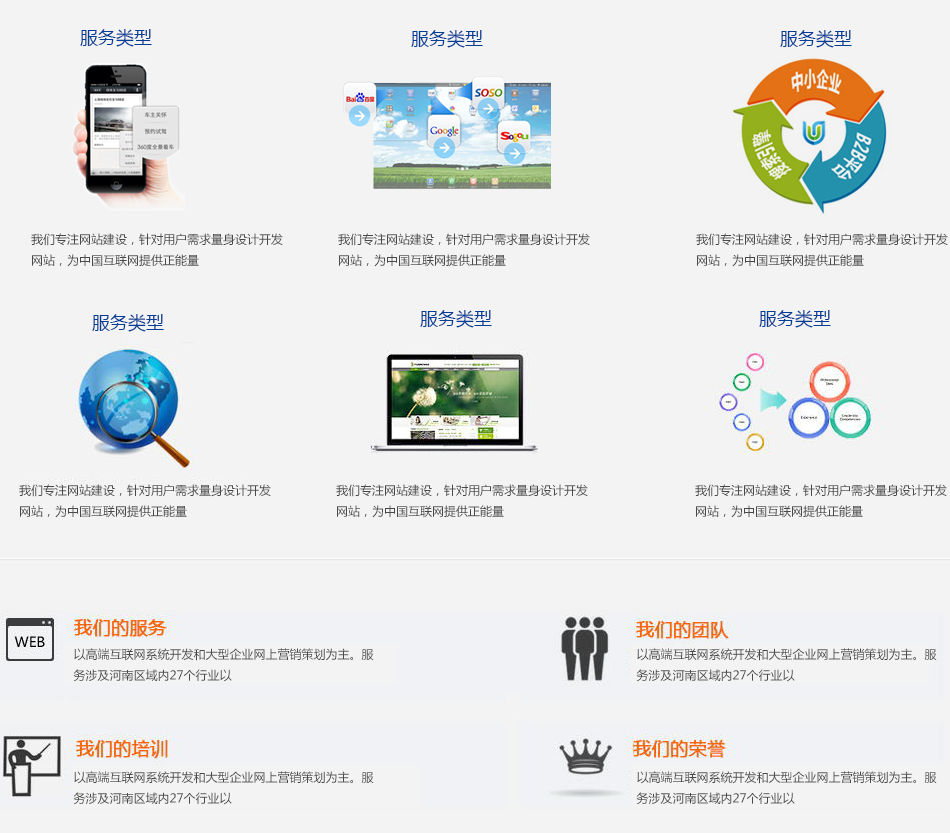 服务类型
服务类型
服务类型
车主关怀
预约试驾
360度全景看车
Baidu百度
SOSO
Google
Sogou
中小企业
搜索引擎
B2B平台
我们专注网站建设，针对用户需求量身设计开发
网站，为中国互联网提供正能量
我们专注网站建设，针对用户需求量身设计开发
网站，为中国互联网提供正能量
我们专注网站建设，针对用户需求量身设计开发
网站，为中国互联网提供正能量
服务类型
服务类型
服务类型
我们专注网站建设，针对用户需求量身设计开发
网站，为中国互联网提供正能量
我们专注网站建设，针对用户需求量身设计开发
网站，为中国互联网提供正能量
我们专注网站建设，针对用户需求量身设计开发
网站，为中国互联网提供正能量
WEB
我们的服务
以高端互联网系统开发和大型企业网上营销策划为主。服
务涉及河南区域内27个行业以
我们的团队
以高端互联网系统开发和大型企业网上营销策划为主。服
务涉及河南区域内27个行业以
我们的培训
以高端互联网系统开发和大型企业网上营销策划为主。服
务涉及河南区域内27个行业以
我们的荣誉
以高端互联网系统开发和大型企业网上营销策划为主。服
务涉及河南区域内27个行业以